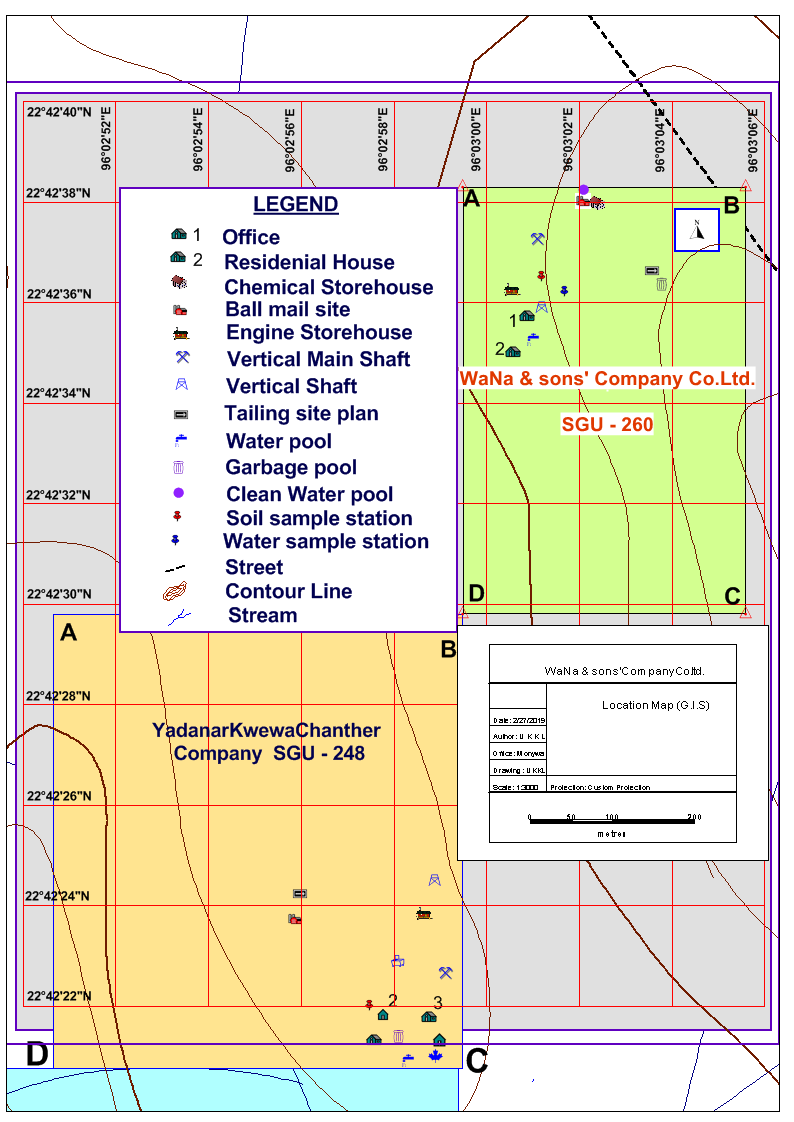 22°42'40"N
96°02'52"E
96°02'54"E
96°02'56"E
96°02'58"E
96°03'00"E
96°03'02"E
96°03'04"E
96°03'06"E
22°42'38"N
22°42'36"N
22°42'34"N
22°42'32"N
22°42'30"N
22°42'28"N
22°42'26"N
22°42'24"N
22°42'22"N
LEGEND
1 Office
2 Residenial House
Chemical Storehouse
Ball mail site
Engine Storehouse
Vertical Main Shaft
Vertical Shaft
Tailing site plan
Water pool
Garbage pool
Clean Water pool
Soil sample station
Water sample station
Street
Contour Line
Stream
A
B
1
2
WaNa & sons' Company Co.Ltd.
SGU - 260
D
C
A
B
YadanarKwewaChanther
Company SGU - 248
2
3
D
C
WaNa & sons'CompanyColtd.
Location Map (G.I.S)
Date: 2/27/2019
Author: U K K L
Office: Monywa
Drawing : U KKL
Scale: 1:3000
Projection: Custom Projection
0 50 100 200
metres